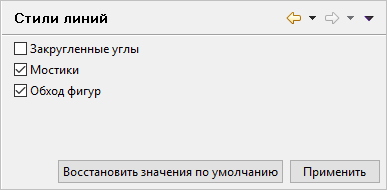 Стили линий
Закругленные углы
Мостики
Обход фигур
Восстановить значения по умолчанию
Применить